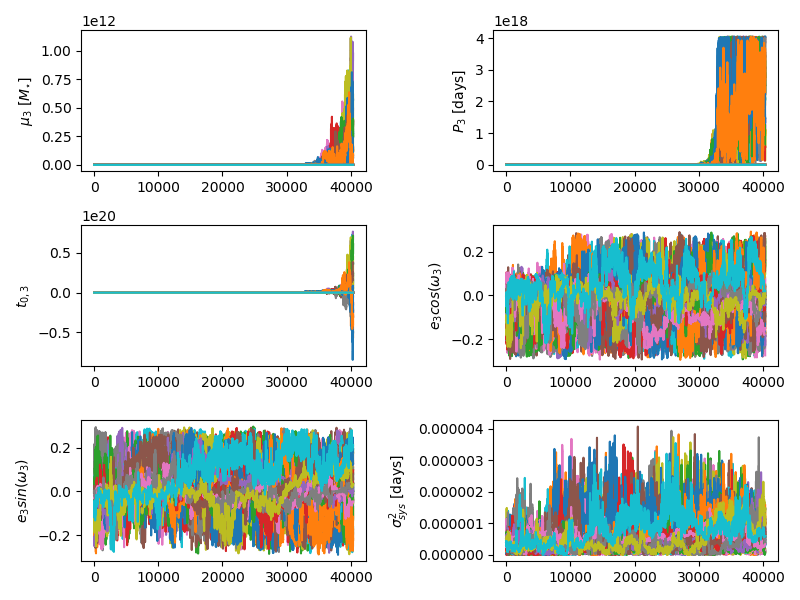 1e12
1.00
0.75
0.50
0.25
0.00
μ₃ [M⋆]
0 10000 20000 30000 40000
1e18
4
3
2
1
0
P₃ [days]
0 10000 20000 30000 40000
1e20
0.5
0.0
−0.5
t₀,₃
0 10000 20000 30000 40000
0.2
0.0
−0.2
e₃cos(ω₃)
0 10000 20000 30000 40000
0.2
0.0
−0.2
e₃sin(ω₃)
0 10000 20000 30000 40000
0.000004
0.000003
0.000002
0.000001
0.000000
σ²sys [days]
0 10000 20000 30000 40000